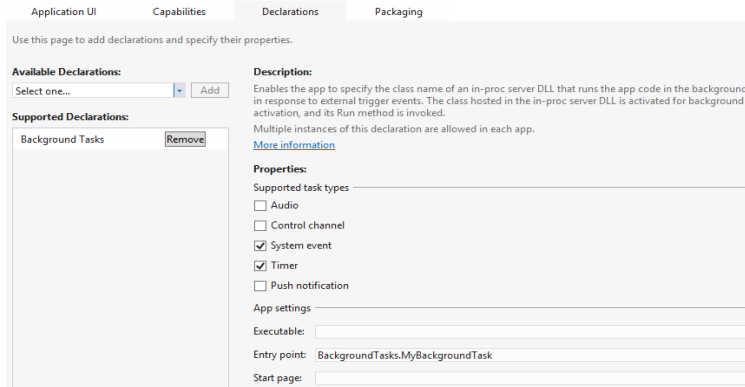 Application UI Capabilities Declarations Packaging
Use this page to add declarations and specify their properties.
Available Declarations:
Select one... Add
Supported Declarations:
Background Tasks Remove
Description:
Enables the app to specify the class name of an in-proc server DLL that runs the app code in the background
in response to external trigger events. The class hosted in the in-proc server DLL is activated for background
activation, and its Run method is invoked.
Multiple instances of this declaration are allowed in each app.
More information
Properties:
Supported task types
Audio
Control channel
System event
Timer
Push notification
App settings
Executable:
Entry point: BackgroundTasks.MyBackgroundTask
Start page: